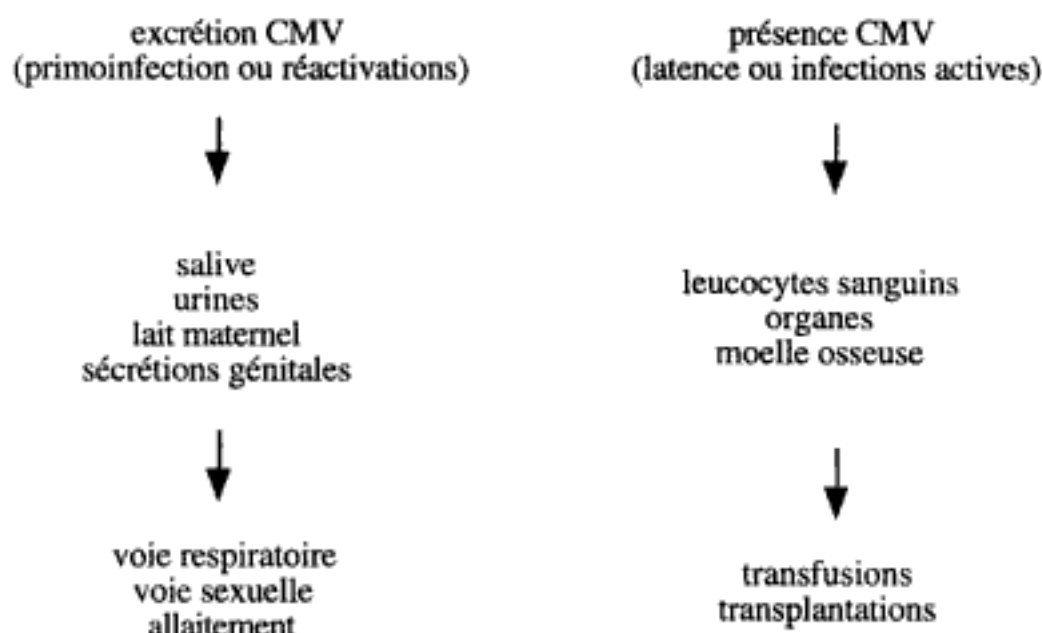 excrétion CMV
(primoinfection ou réactivations)
salive
urines
lait maternel
sécrétions génitales
voie respiratoire
voie sexuelle
allaitement
présence CMV
(latence ou infections actives)
leucocytes sanguins
organes
moelle osseuse
transfusions
transplantations